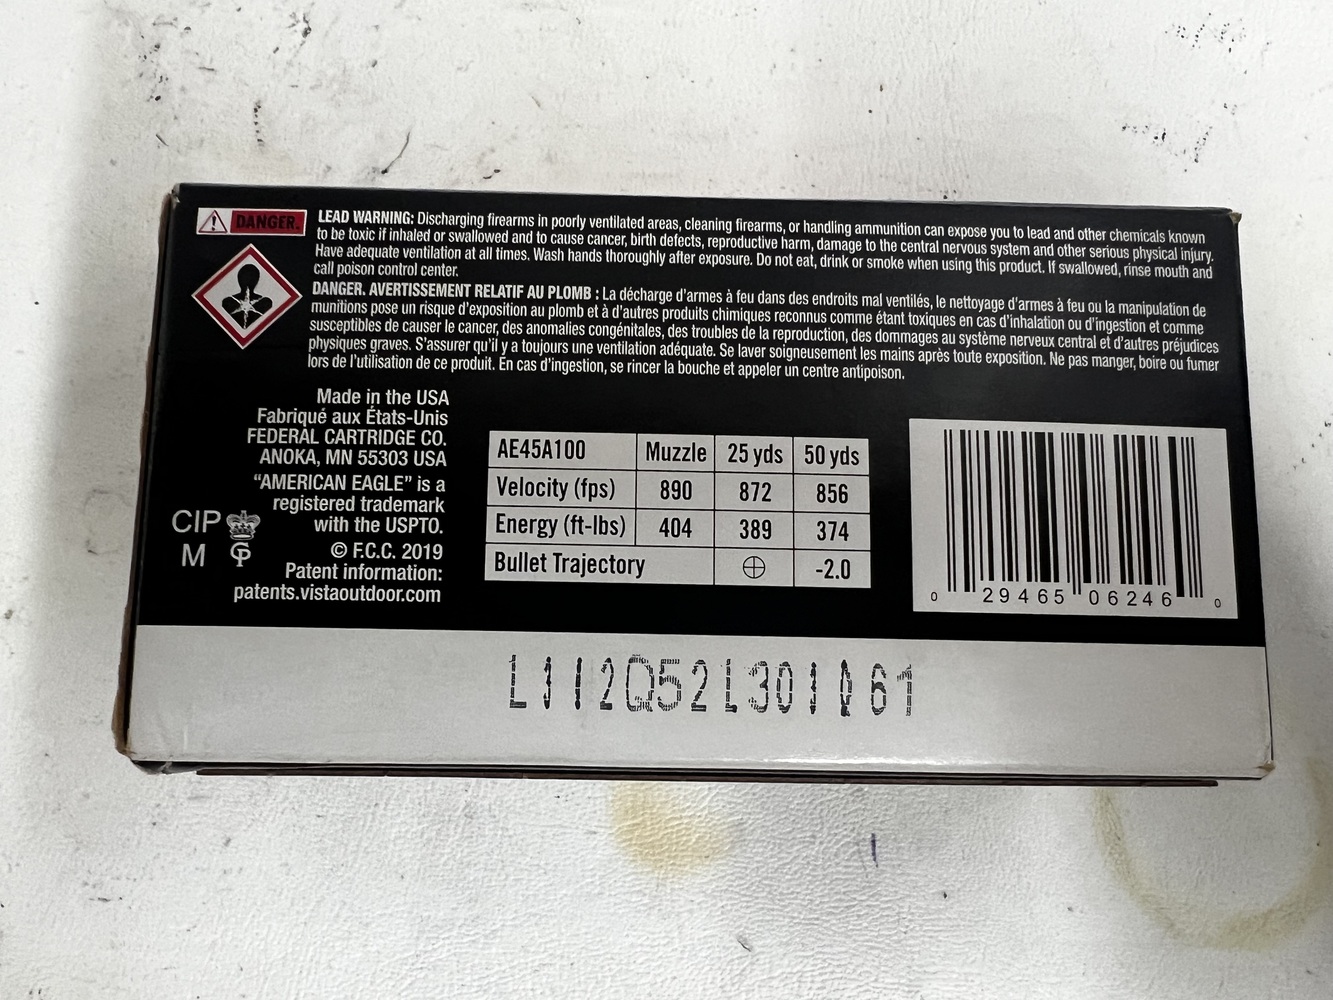 DANGER.
LEAD WARNING: Discharging firearms in poorly ventilated areas, cleaning firearms, or handling ammunition can expose you to lead and other chemicals known
to be toxic if inhaled or swallowed and to cause cancer, birth defects, reproductive harm, damage to the central nervous system and other serious physical injury.
Have adequate ventilation at all times. Wash hands thoroughly after exposure. Do not eat, drink or smoke when using this product. If swallowed, rinse mouth and
call poison control center.
DANGER. AVERTISSEMENT RELATIF AU PLOMB : La décharge d'armes à feu dans des endroits mal ventilés, le nettoyage d'armes à feu ou la manipulation de
munitions pose un risque d'exposition au plomb et à d'autres produits chimiques reconnus comme étant toxiques en cas d'inhalation ou d'ingestion et comme
susceptibles de causer le cancer, des anomalies congénitales, des troubles de la reproduction, des dommages au système nerveux central et d'autres préjudices
physiques graves. S'assurer qu'il y a toujours une ventilation adéquate. Se laver soigneusement les mains après toute exposition. Ne pas manger, boire ou fumer
lors de l'utilisation de ce produit. En cas d'ingestion, se rincer la bouche et appeler un centre antipoison.
Made in the USA
Fabriqué aux États-Unis
FEDERAL CARTRIDGE CO.
ANOKA, MN 55303 USA
"AMERICAN EAGLE" is a
registered trademark
with the USPTO.
© F.C.C. 2019
Patent information:
patents.vistaoutdoor.com
CIP
M GP
AE45A100 Muzzle 25 yds 50 yds
Velocity (fps) 890 872 856
Energy (ft-lbs) 404 389 374
Bullet Trajectory -2.0
0 29465 06246 0